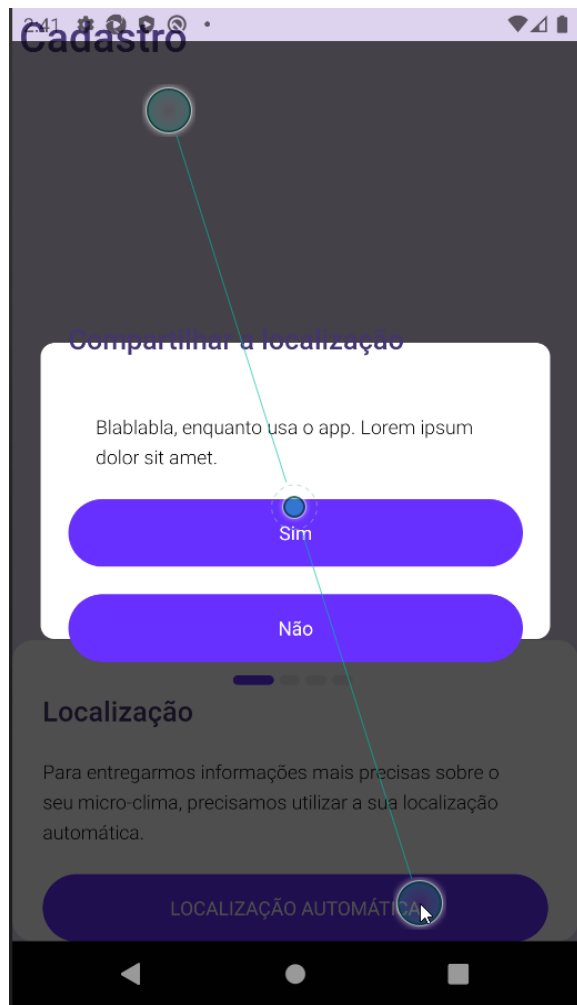 2:41
Cadastro
Compartilhar a localização
Blablabla, enquanto usa o app. Lorem ipsum
dolor sit amet.
Sim
Não
Localização
Para entregarmos informações mais precisas sobre o
seu micro-clima, precisamos utilizar a sua localização
automática.
LOCALIZAÇÃO AUTOMÁTICA